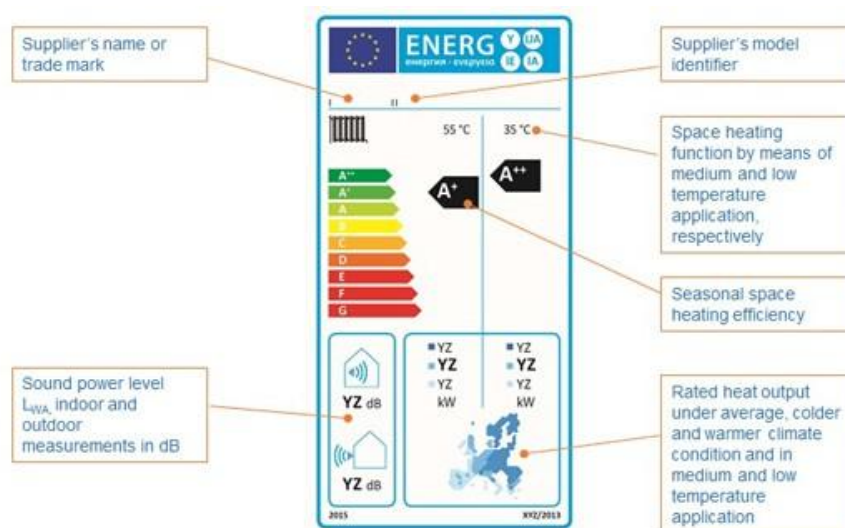 Supplier's name or
trade mark
ENERG
енергия · ενεργεια
Y IJA
IE IA
Supplier's model
identifier
I II
55 °C 35 °C
Space heating
function by means of
medium and low
temperature
application,
respectively
A++
A+
A
B
C
D
E
F
G
A+
A++
Seasonal space
heating efficiency
Sound power level
LWA, indoor and
outdoor
measurements in dB
YZ dB
YZ dB
YZ YZ
YZ YZ
YZ YZ
kW kW
Rated heat output
under average, colder
and warmer climate
condition and in
medium and low
temperature
application
2015 XYZ/2013